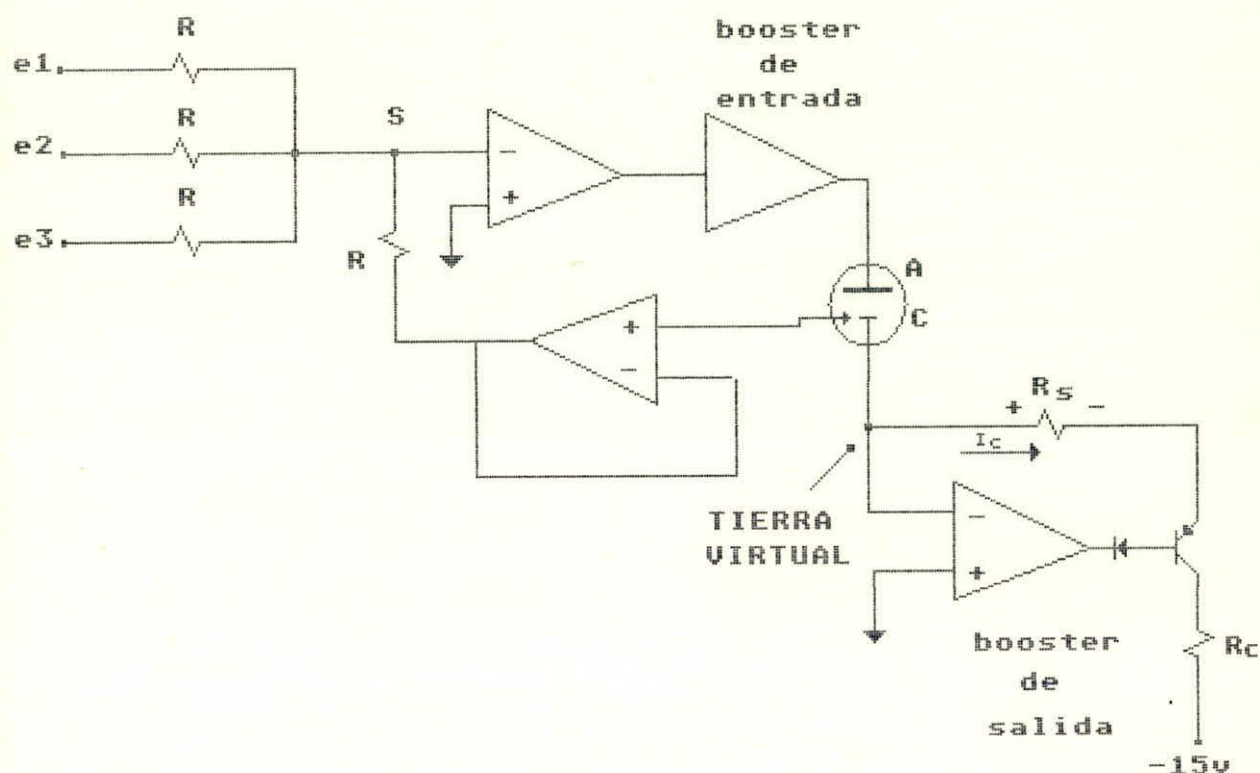 R
e1
R
e2
R
e3
S
R
booster
de
entrada
-
+
A
C
+
-
+ Rs -
Ic
TIERRA
VIRTUAL
-
+
booster
de
salida
Rc
-15v